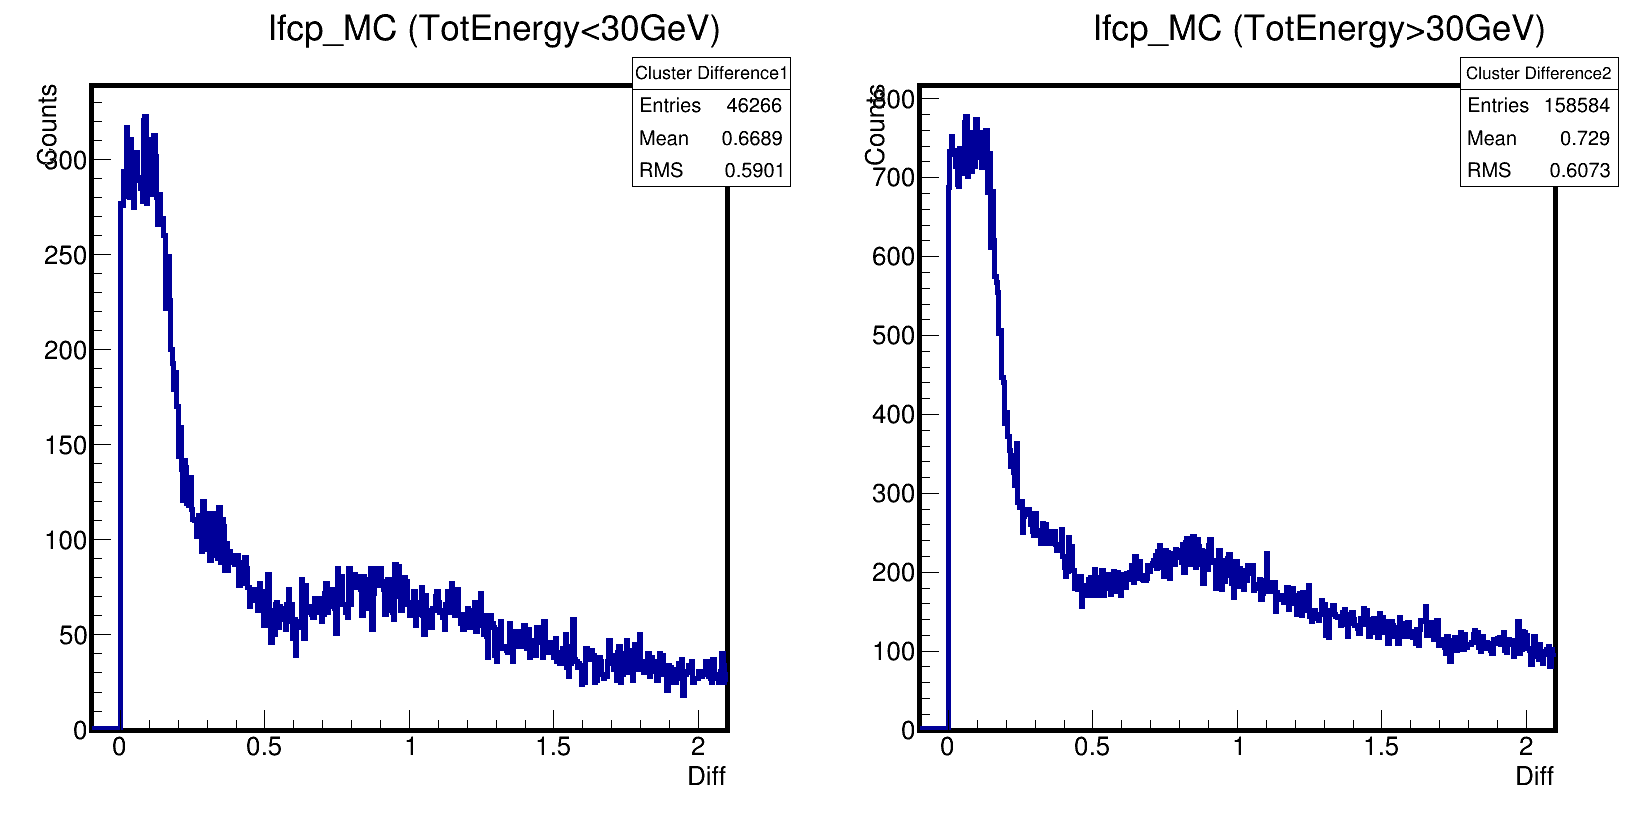 lfcp_MC (TotEnergy<30GeV)
Cluster Difference1
Entries 46266
Mean 0.6689
RMS 0.5901
Counts
300
250
200
150
100
50
0
0 0.5 1 1.5 2
Diff
lfcp_MC (TotEnergy>30GeV)
Cluster Difference2
Entries 158584
Mean 0.729
RMS 0.6073
Counts
800
700
600
500
400
300
200
100
0
0 0.5 1 1.5 2
Diff